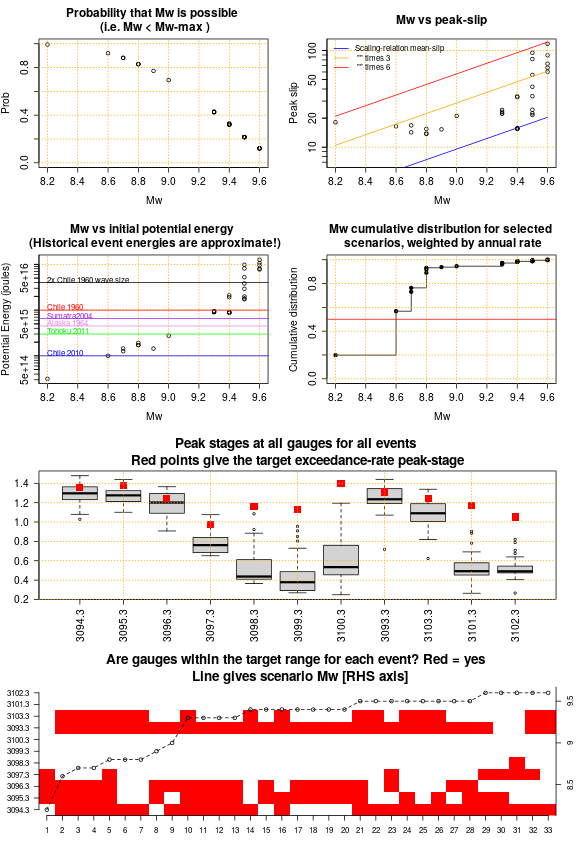 Probability that Mw is possible
(i.e. Mw < Mw-max )
Prob
0.8
0.4
0.0
8.2 8.4 8.6 8.8 9.0 9.2 9.4 9.6
Mw
Mw vs peak-slip
Peak slip
100
50
20
10
Scaling-relation mean-slip
"" times 3
"" times 6
8.2 8.4 8.6 8.8 9.0 9.2 9.4 9.6
Mw
Mw vs initial potential energy
(Historical event energies are approximate!)
Potential Energy (joules)
5e+16
5e+15
5e+14
2x Chile 1960 wave size
Chile 1960
Sumatra2004
Alaska 1964
Tohoku 2011
Chile 2010
8.2 8.4 8.6 8.8 9.0 9.2 9.4 9.6
Mw
Mw cumulative distribution for selected
scenarios, weighted by annual rate
Cumulative distribution
0.8
0.4
0.0
8.2 8.4 8.6 8.8 9.0 9.2 9.4 9.6
Mw
Peak stages at all gauges for all events
Red points give the target exceedance-rate peak-stage
1.4
1.2
1.0
0.8
0.6
0.4
0.2
3094.3 3095.3 3096.3 3097.3 3098.3 3099.3 3100.3 3093.3 3103.3 3101.3 3102.3
Are gauges within the target range for each event? Red = yes
Line gives scenario Mw [RHS axis]
3102.3
3101.3
3103.3
3093.3
3100.3
3099.3
3098.3
3097.3
3096.3
3095.3
3094.3
9.5
9
8.5
1 2 3 4 5 6 7 8 9 10 11 12 13 14 15 16 17 18 19 20 21 22 23 24 25 26 27 28 29 30 31 32 33